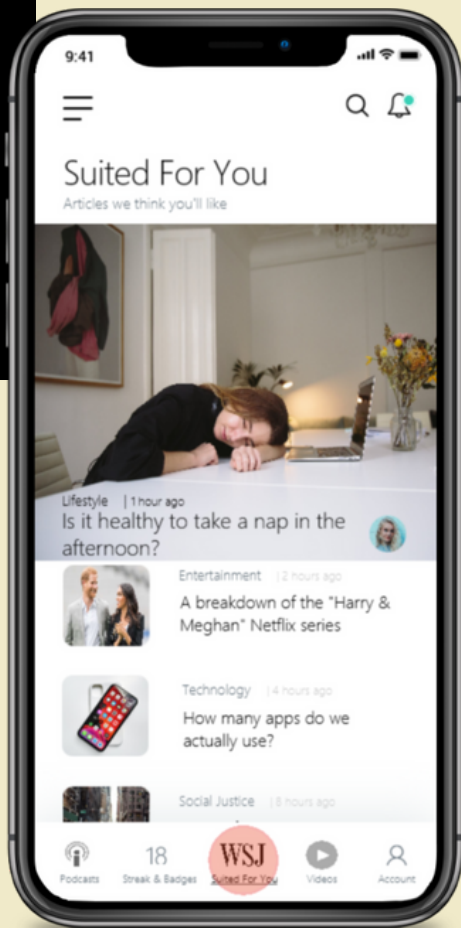 9:41
Suited For You
Articles we think you'll like
Lifestyle | 1 hour ago
Is it healthy to take a nap in the
afternoon?
Entertainment | 2 hours ago
A breakdown of the "Harry &
Meghan" Netflix series
Technology | 4 hours ago
How many apps do we
actually use?
Social Justice | 8 hours ago
18
WSJ
Podcasts Streak & Badges Suited For You Videos Account